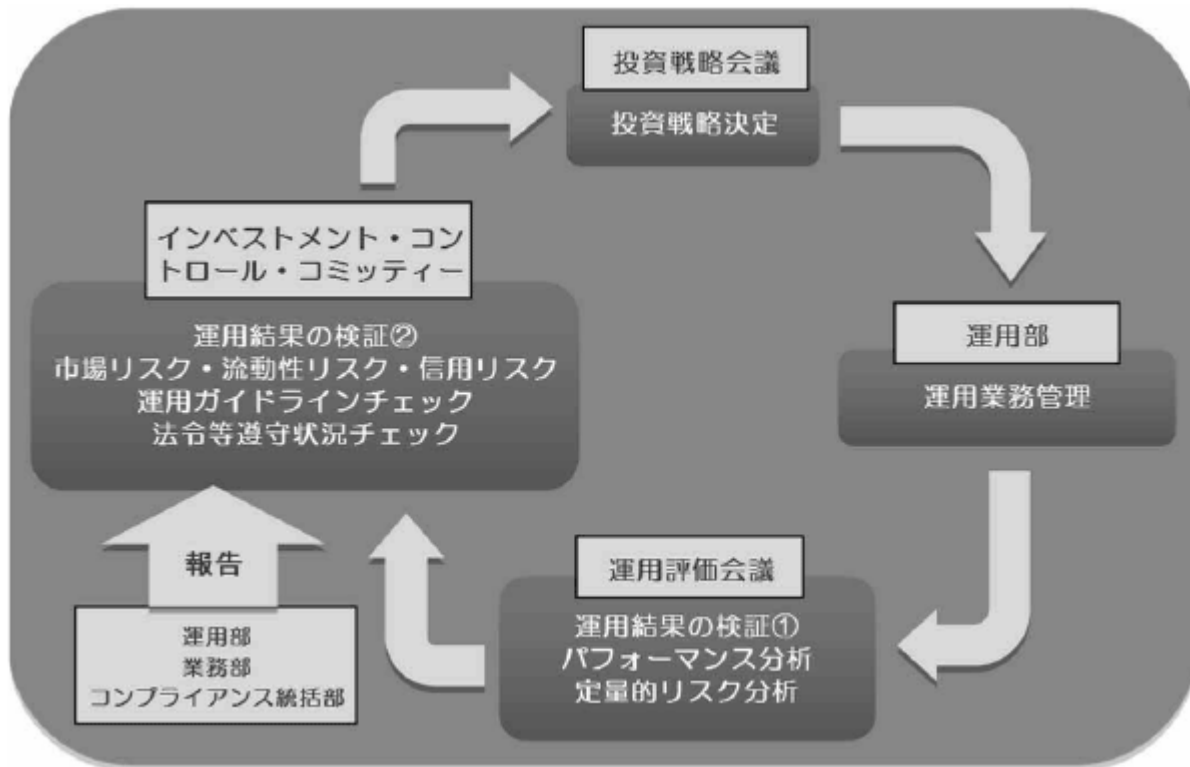 投資戦略会議
投資戦略決定
運用部
運用業務管理
運用評価会議
運用結果の検証①
パフォーマンス分析
定量的リスク分析
インベストメント・コン
トロール・コミッティー
運用結果の検証②
市場リスク・流動性リスク・信用リスク
運用ガイドラインチェック
法令等遵守状況チェック
報告
運用部
業務部
コンプライアンス統括部